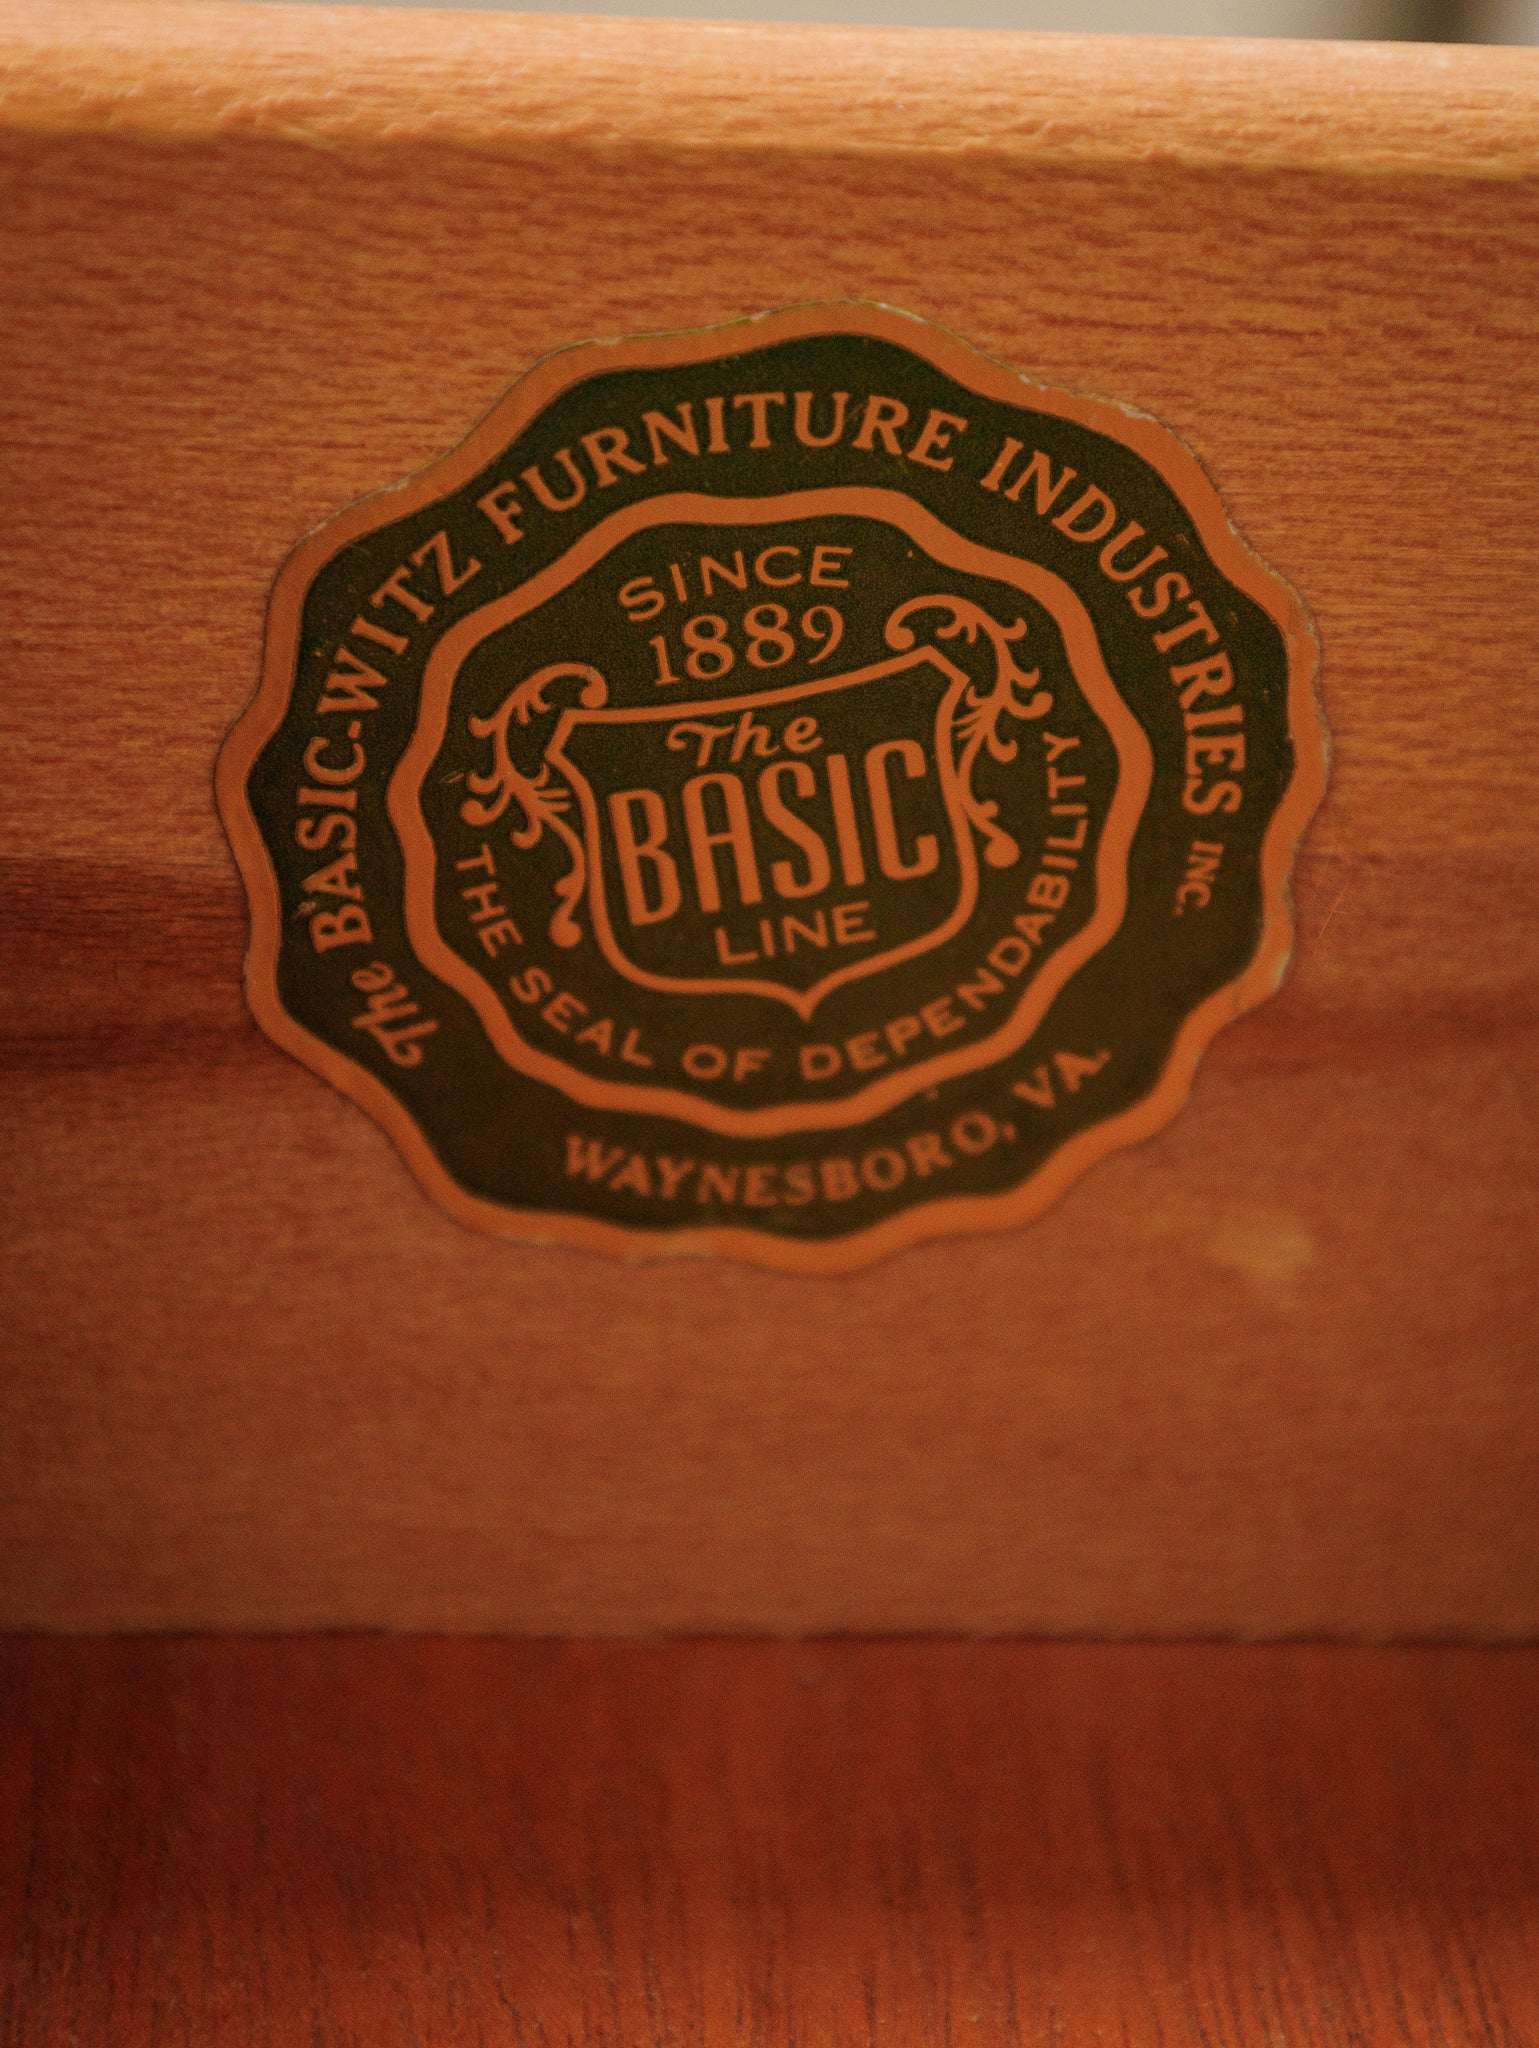 The BASIC-WITZ FURNITURE INDUSTRIES INC.
SINCE
1889
The
BASIC
LINE
THE SEAL OF DEPENDABILITY
WAYNESBORO, VA.